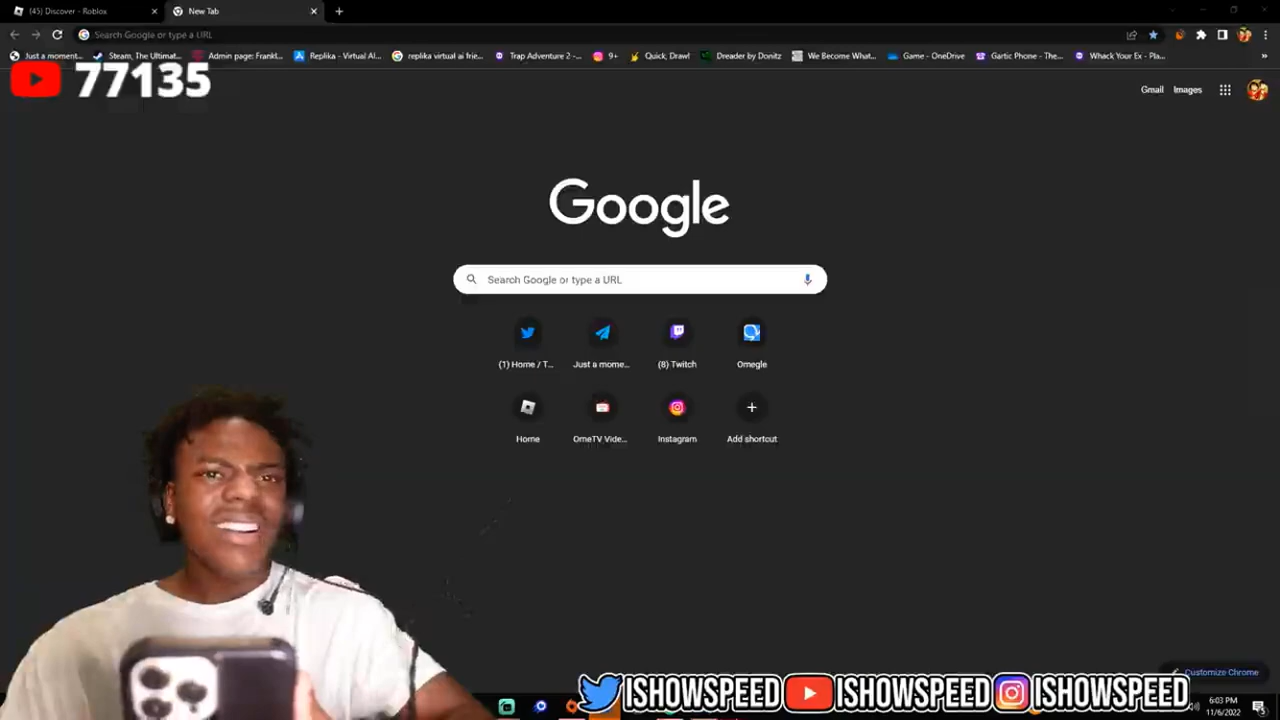 (45) Discover - Roblox
New Tab
Search Google or type a URL
Just a moment...
Steam, The Ultimat...
Admin page: Frankt...
Replika - Virtual AI...
replika virtual ai frie...
Trap Adventure 2 -...
9+
Quick, Draw!
Dreader by Donitz
We Become What...
Game - OneDrive
Gartic Phone - The...
Whack Your Ex - Pla...
77135
Gmail Images
Google
Search Google or type a URL
(1) Home / T...
Just a mome...
(8) Twitch
Omegle
Home
OmeTV Vide...
Instagram
Add shortcut
Customize Chrome
ISHOWSPEED ISHOWSPEED ISHOWSPEED
6:03 PM
11/6/2022